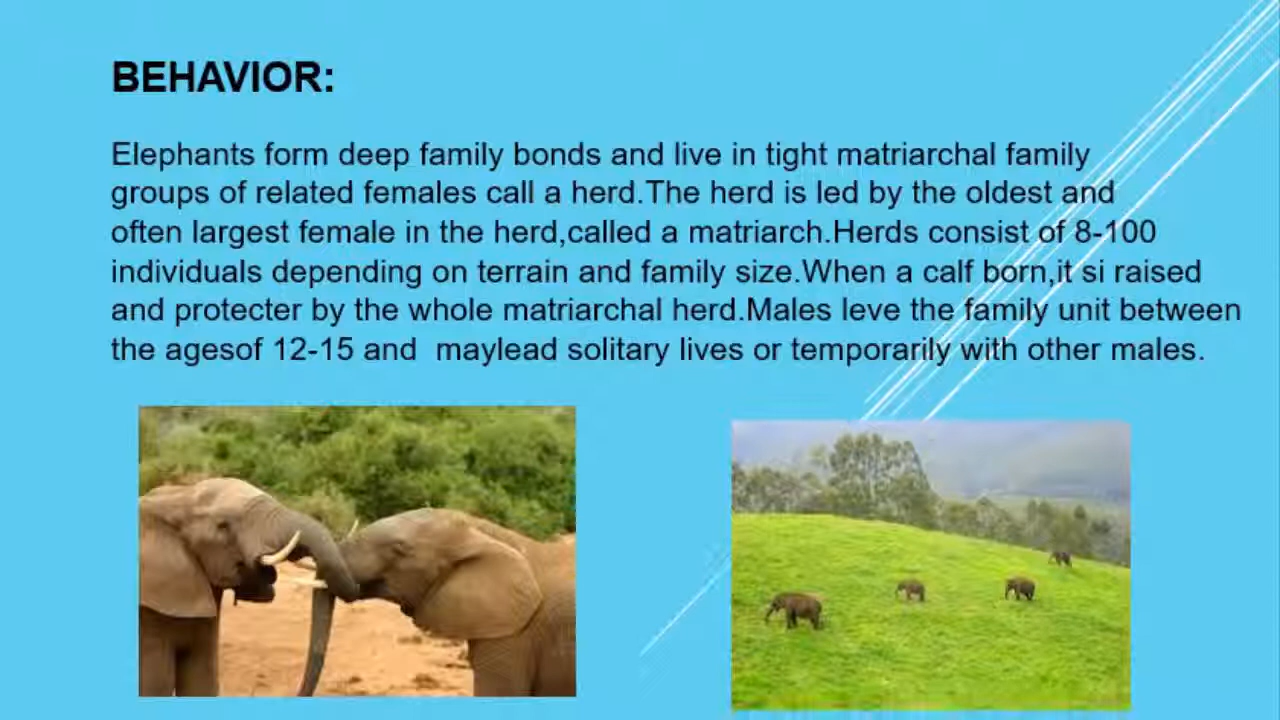 BEHAVIOR:
Elephants form deep family bonds and live in tight matriarchal family
groups of related females call a herd.The herd is led by the oldest and
often largest female in the herd,called a matriarch.Herds consist of 8-100
individuals depending on terrain and family size.When a calf born,it si raised
and protecter by the whole matriarchal herd.Males leve the family unit between
the agesof 12-15 and  maylead solitary lives or temporarily with other males.